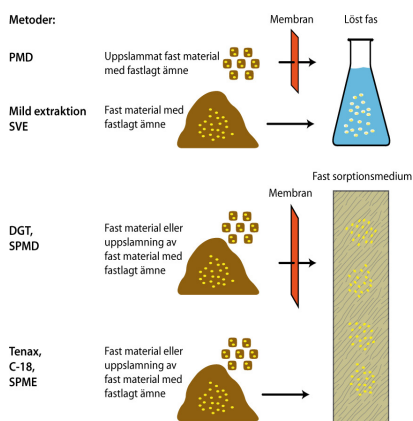 Metoder:
Membran
Löst fas
PMD
Uppslammat fast material
med fastlagt ämne
Mild extraktion
SVE
Fast material med
fastlagt ämne
Fast sorptionsmedium
Membran
DGT,
SPMD
Fast material eller
uppslamning av
fast material med
fastlagt ämne
Tenax,
C-18,
SPME
Fast material eller
uppslamning av
fast material med
fastlagt ämne